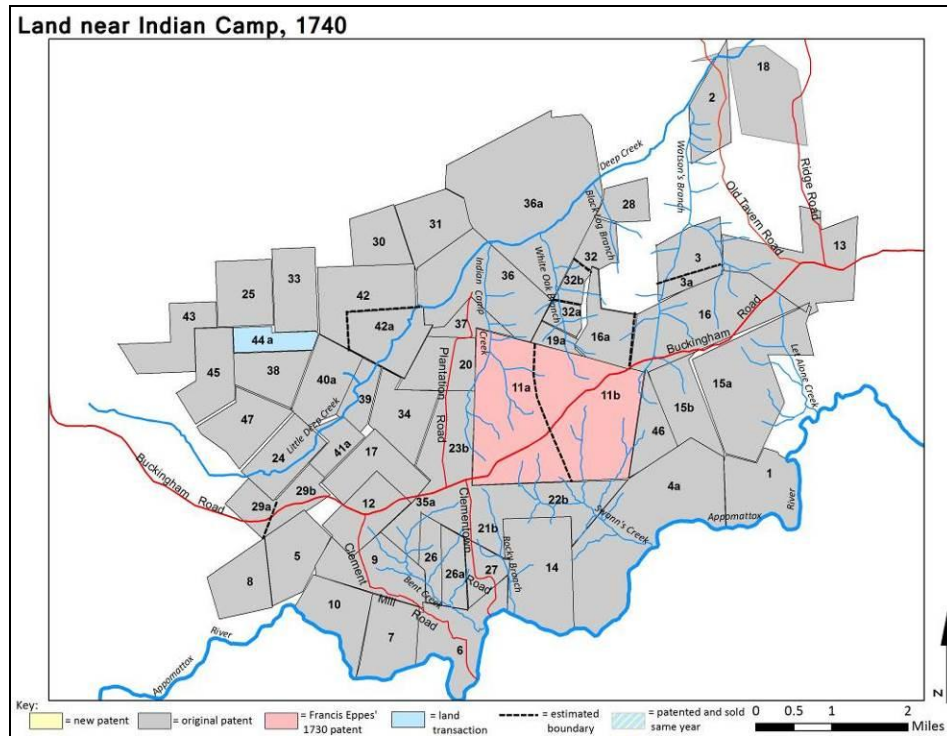 Land near Indian Camp, 1740
18
2
Deep Creek
Watson's Branch
Old Tavern Road
Ridge Road
36a
Black Log Branch
28
31
30
13
3
3a
32
32b
32a
White Oak Branch
36
Indian Camp Creek
33
25
42
42a
43
37
19a
16a
16
Buckingham Road
44 a
Plantation Road
20
38
40a
45
39
11a
11b
15a
Let Alone Creek
15b
34
47
Little Deep Creek
41a
17
23b
46
24
Buckingham Road
29b
29a
12
35a
Clementown Road
22b
4a
1
Swann's Creek
Appomattox River
21b
Rocky Branch
5
8
9
Clement Mill Road
26
26a
27
14
Bent Creek
10
7
6
Appomattox River
N
Key:
= new patent
= original patent
= Francis Eppes'
1730 patent
= land
transaction
= estimated
boundary
= patented and sold
same year
0 0.5 1 2
Miles